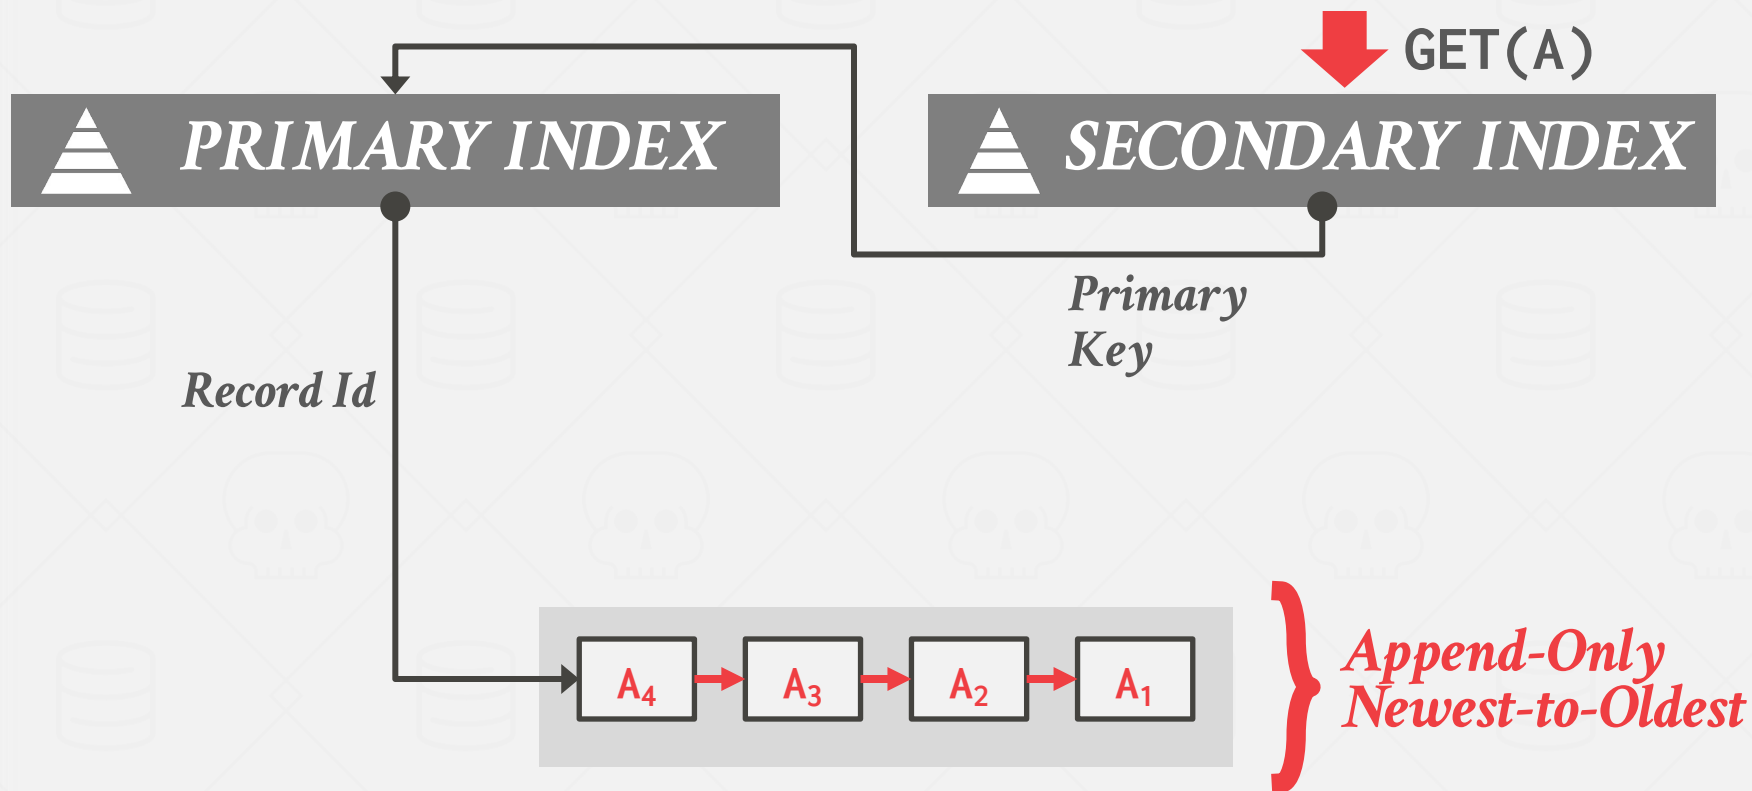 GET(A)
PRIMARY INDEX
SECONDARY INDEX
Primary
Key
Record Id
A4
A3
A2
A1
Append-Only
Newest-to-Oldest